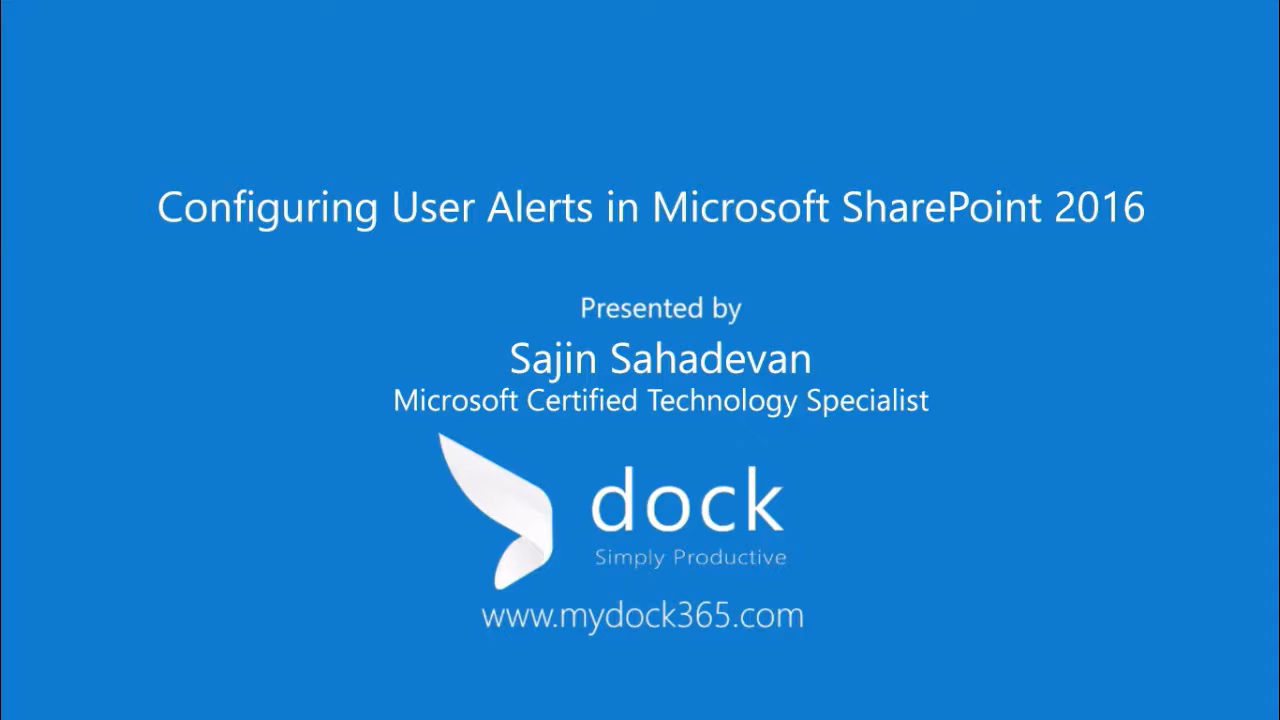 Configuring User Alerts in Microsoft SharePoint 2016
Presented by
Sajin Sahadevan
Microsoft Certified Technology Specialist
dock
Simply Productive
www.mydock365.com